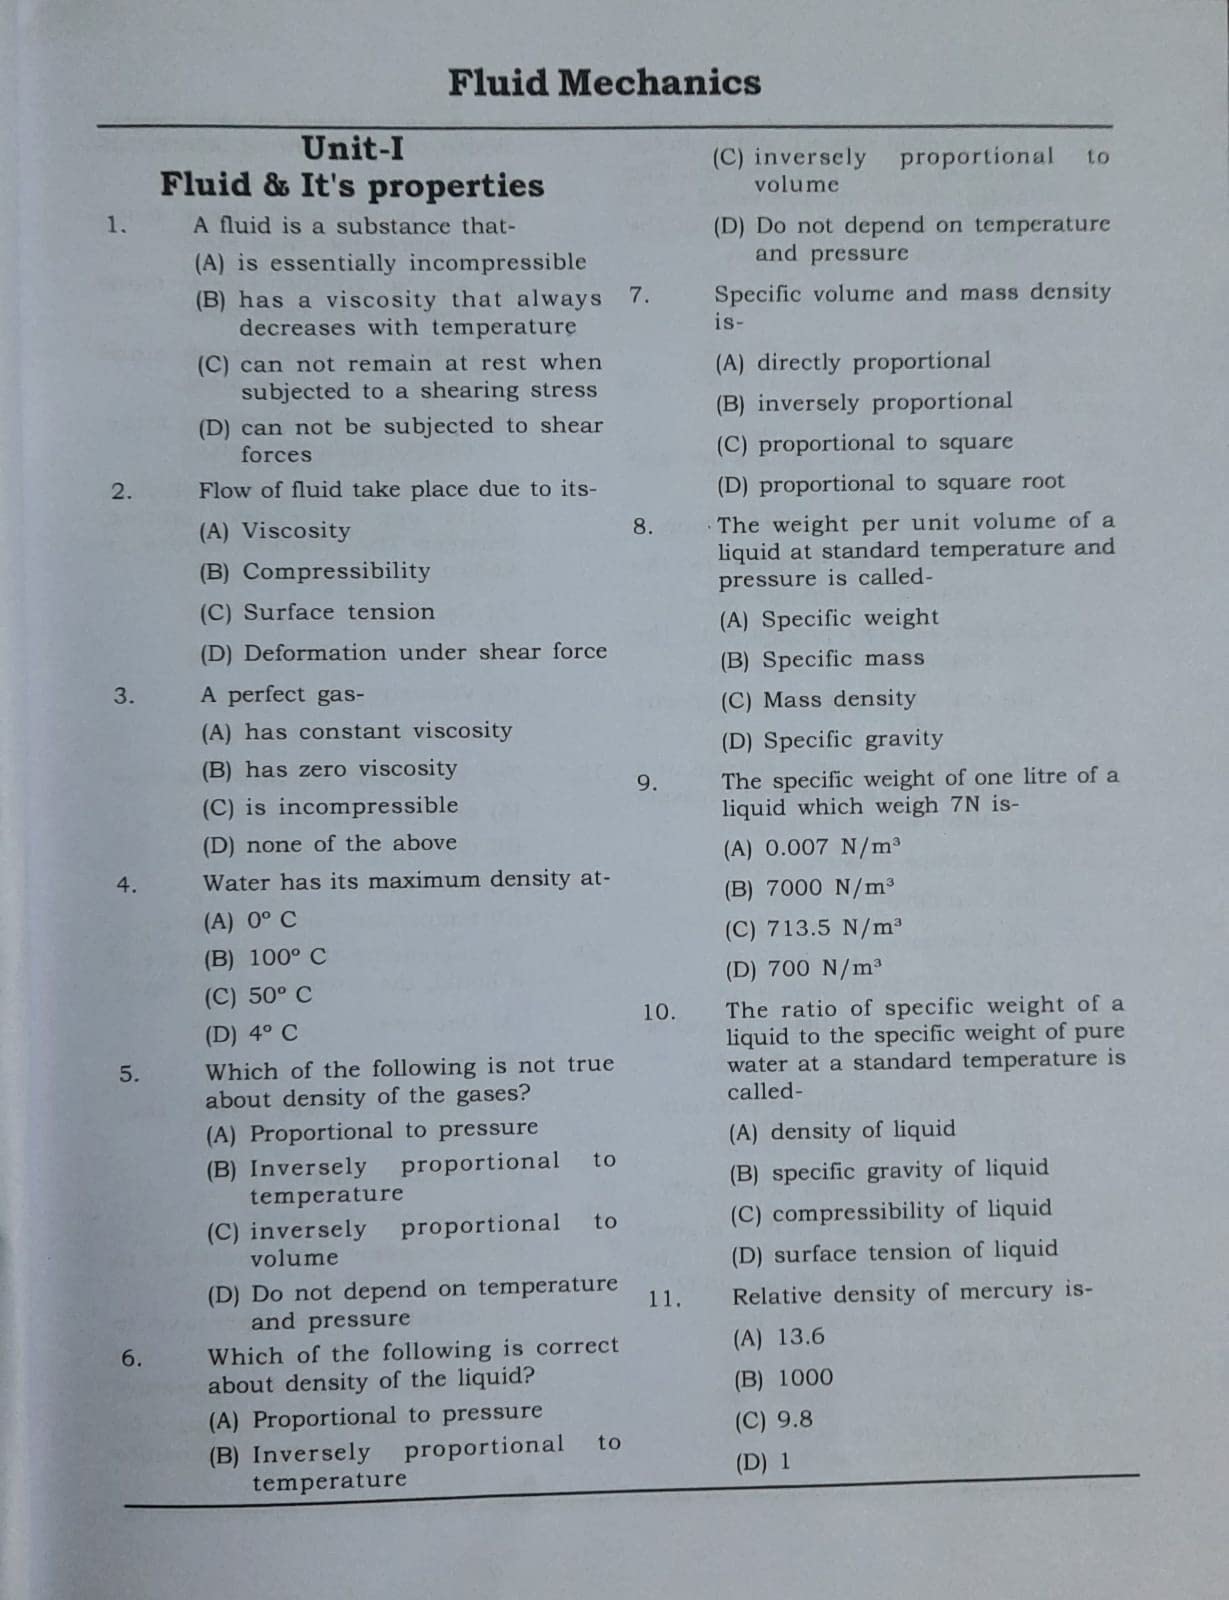 Fluid Mechanics
Unit-I
Fluid & It's properties
1. A fluid is a substance that-
(A) is essentially incompressible
(B) has a viscosity that always
decreases with temperature
(C) can not remain at rest when
subjected to a shearing stress
(D) can not be subjected to shear
forces
2. Flow of fluid take place due to its-
(A) Viscosity
(B) Compressibility
(C) Surface tension
(D) Deformation under shear force
3. A perfect gas-
(A) has constant viscosity
(B) has zero viscosity
(C) is incompressible
(D) none of the above
4. Water has its maximum density at-
(A) 0° C
(B) 100° C
(C) 50° C
(D) 4° C
5. Which of the following is not true
about density of the gases?
(A) Proportional to pressure
(B) Inversely proportional to
temperature
(C) inversely proportional to
volume
(D) Do not depend on temperature
and pressure
6. Which of the following is correct
about density of the liquid?
(A) Proportional to pressure
(B) Inversely proportional to
temperature
(C) inversely proportional to
volume
(D) Do not depend on temperature
and pressure
7. Specific volume and mass density
is-
(A) directly proportional
(B) inversely proportional
(C) proportional to square
(D) proportional to square root
8. The weight per unit volume of a
liquid at standard temperature and
pressure is called-
(A) Specific weight
(B) Specific mass
(C) Mass density
(D) Specific gravity
9. The specific weight of one litre of a
liquid which weigh 7N is-
(A) 0.007 N/m³
(B) 7000 N/m³
(C) 713.5 N/m³
(D) 700 N/m³
10. The ratio of specific weight of a
liquid to the specific weight of pure
water at a standard temperature is
called-
(A) density of liquid
(B) specific gravity of liquid
(C) compressibility of liquid
(D) surface tension of liquid
11. Relative density of mercury is-
(A) 13.6
(B) 1000
(C) 9.8
(D) 1